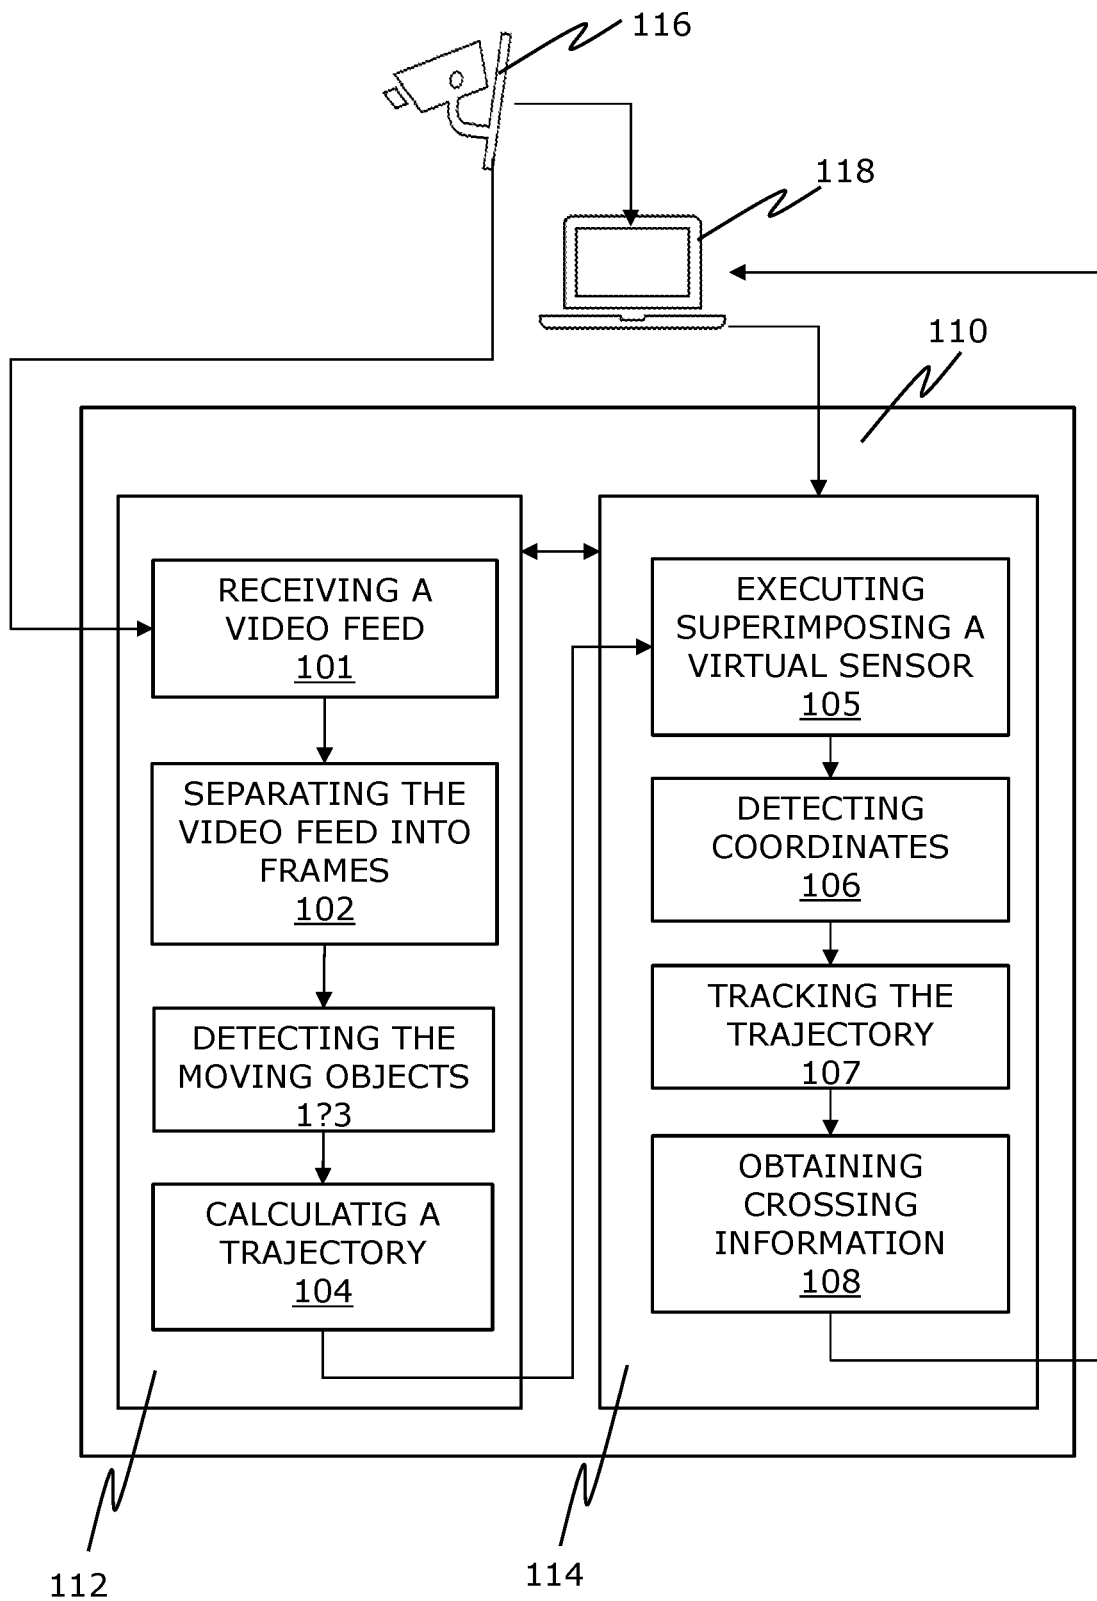 116
118
110
RECEIVING A
VIDEO FEED
101
SEPARATING THE
VIDEO FEED INTO
FRAMES
102
DETECTING THE
MOVING OBJECTS
1?3
CALCULATIG A
TRAJECTORY
104
EXECUTING
SUPERIMPOSING A
VIRTUAL SENSOR
105
DETECTING
COORDINATES
106
TRACKING THE
TRAJECTORY
107
OBTAINING
CROSSING
INFORMATION
108
112
114